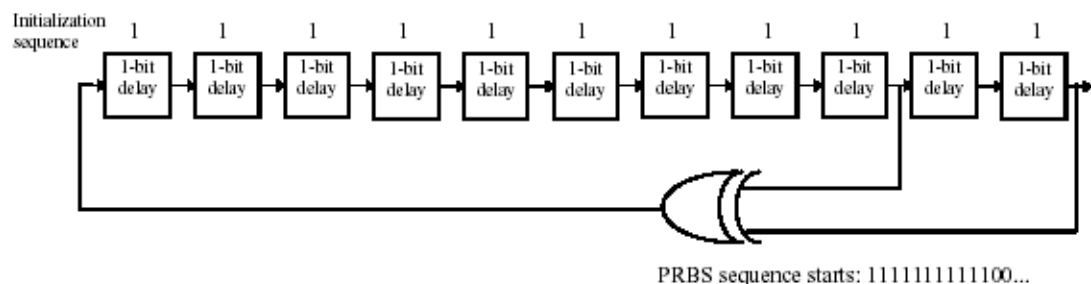 Initialization
sequence
1 1 1 1 1 1 1 1 1 1 1
1-bit delay
1-bit delay
1-bit delay
1-bit delay
1-bit delay
1-bit delay
1-bit delay
1-bit delay
1-bit delay
1-bit delay
1-bit delay
PRBS sequence starts: 1111111111100...